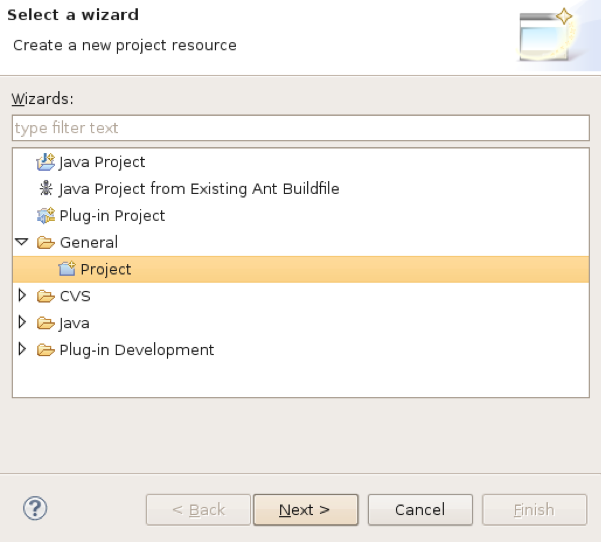 Select a wizard
Create a new project resource
Wizards:
type filter text
Java Project
Java Project from Existing Ant Buildfile
Plug-in Project
General
Project
CVS
Java
Plug-in Development
?
< Back
Next >
Cancel
Finish